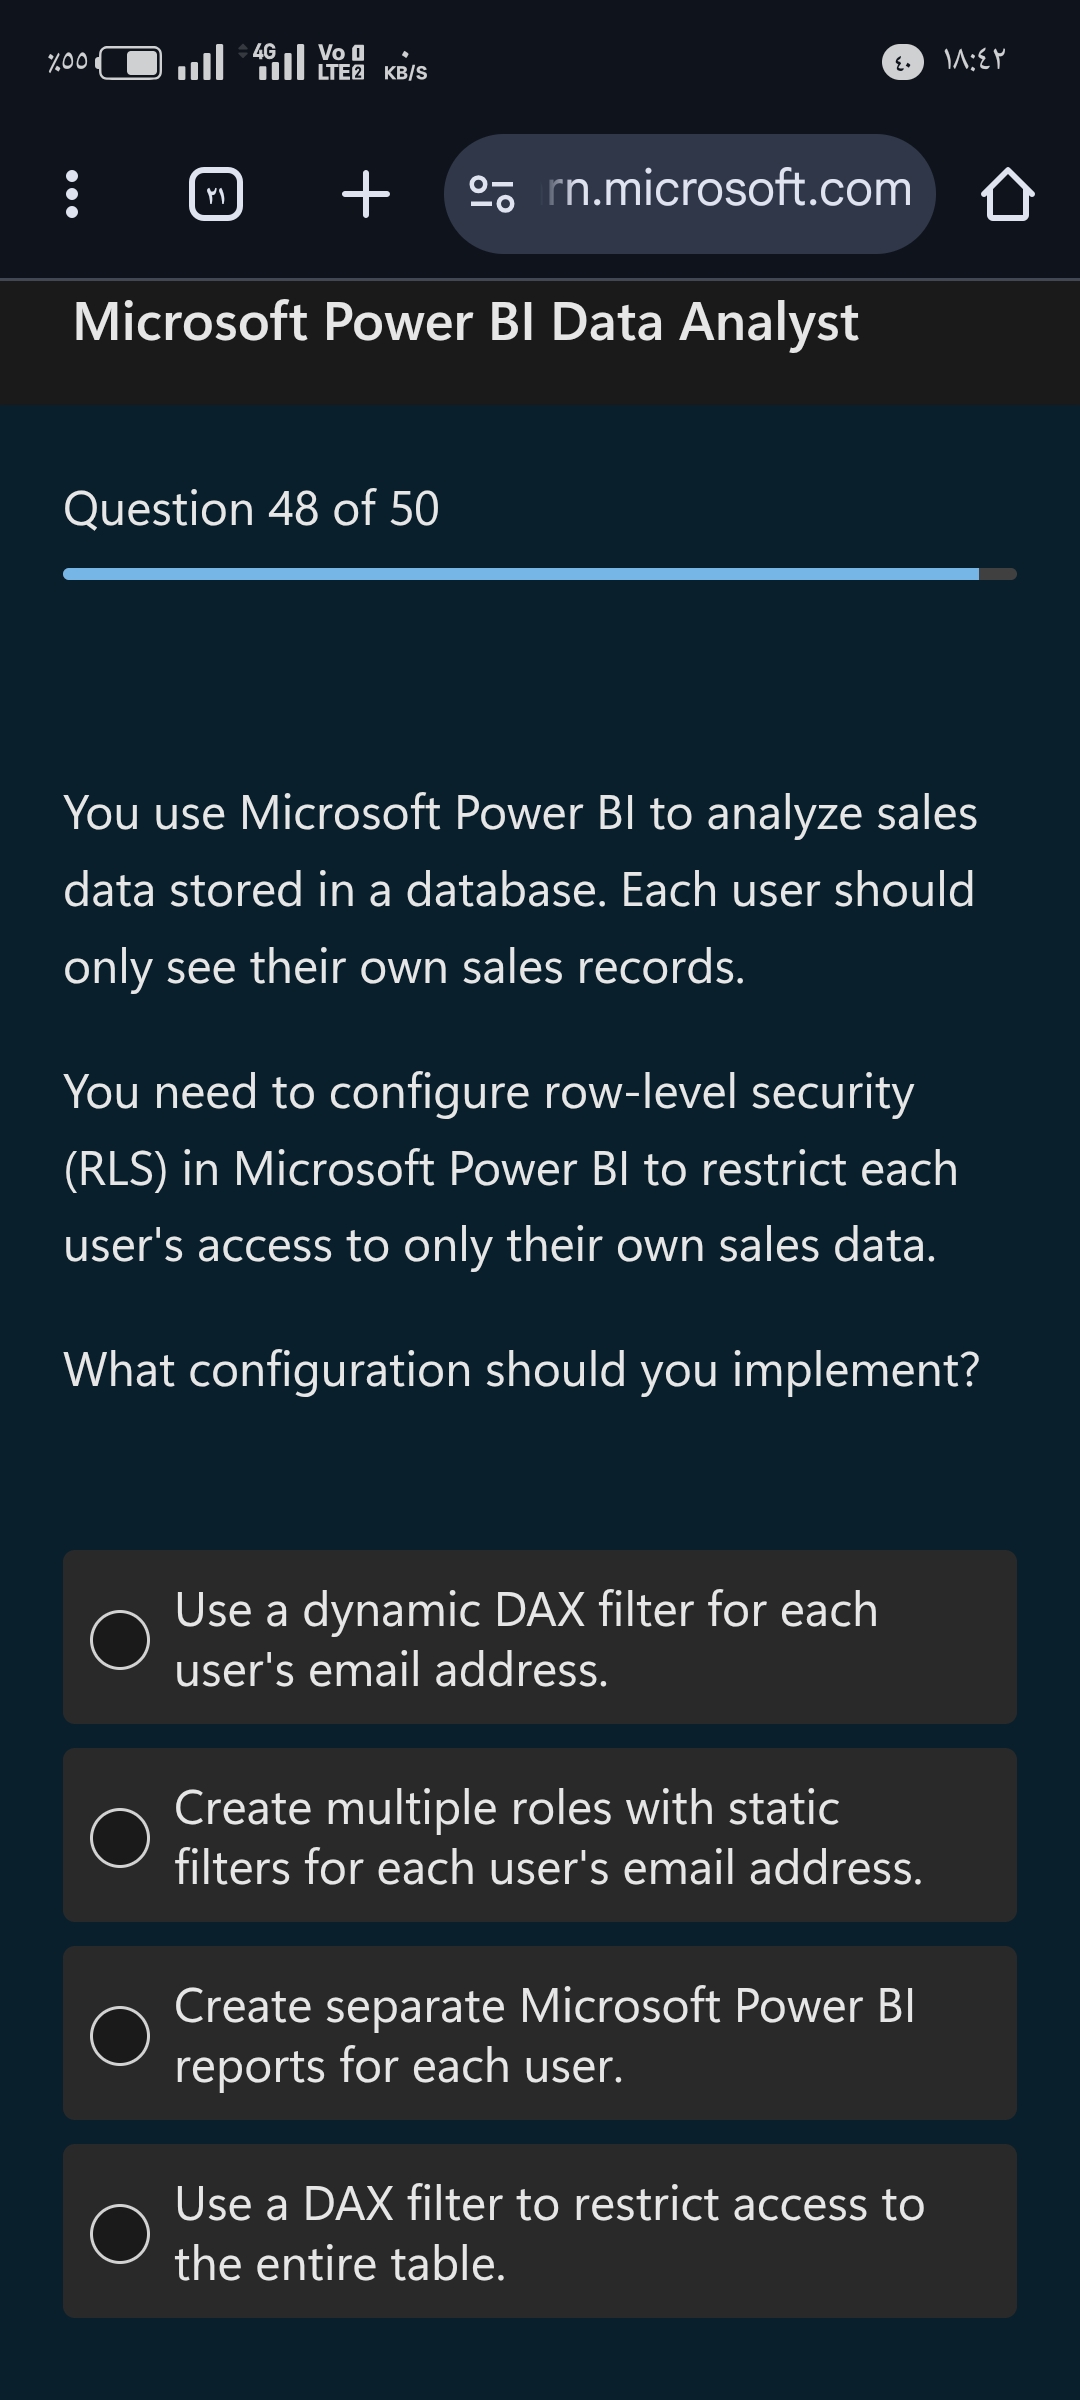 ٪٥٥ 4G Vo 1 LTE 2 ٠ KB/S ٤٠ ١٨:٤٢
٢١ rn.microsoft.com
Microsoft Power BI Data Analyst
Question 48 of 50
You use Microsoft Power BI to analyze sales
data stored in a database. Each user should
only see their own sales records.
You need to configure row-level security
(RLS) in Microsoft Power BI to restrict each
user's access to only their own sales data.
What configuration should you implement?
Use a dynamic DAX filter for each
user's email address.
Create multiple roles with static
filters for each user's email address.
Create separate Microsoft Power BI
reports for each user.
Use a DAX filter to restrict access to
the entire table.